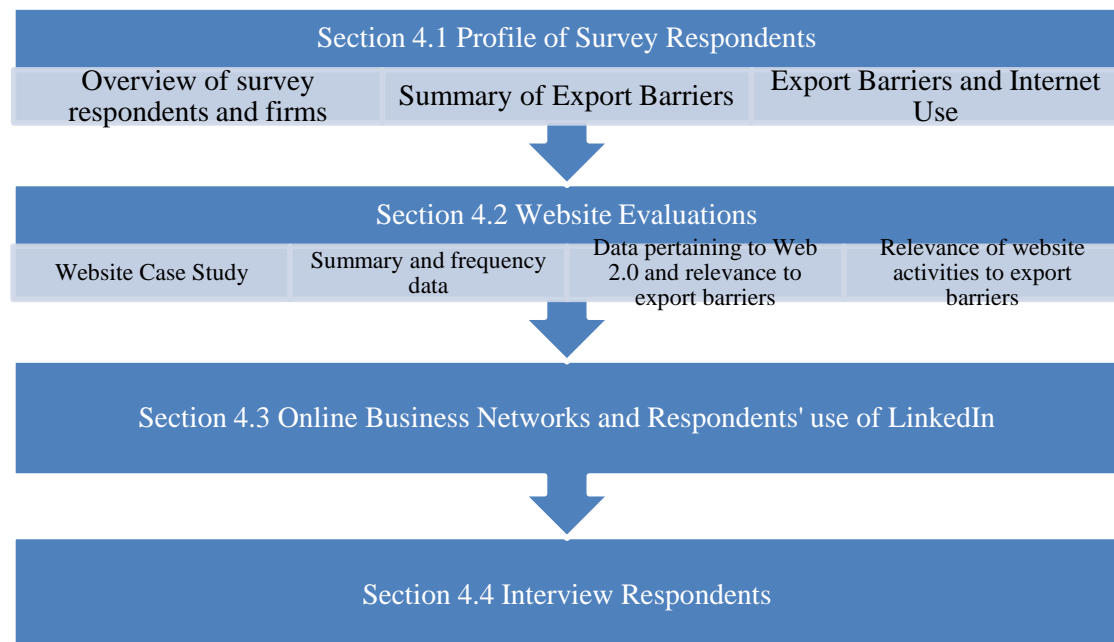 Section 4.1 Profile of Survey Respondents
Overview of survey
respondents and firms
Summary of Export Barriers
Export Barriers and Internet
Use
Section 4.2 Website Evaluations
Website Case Study
Summary and frequency
data
Data pertaining to Web
2.0 and relevance to
export barriers
Relevance of website
activities to export
barriers
Section 4.3 Online Business Networks and Respondents' use of LinkedIn
Section 4.4 Interview Respondents